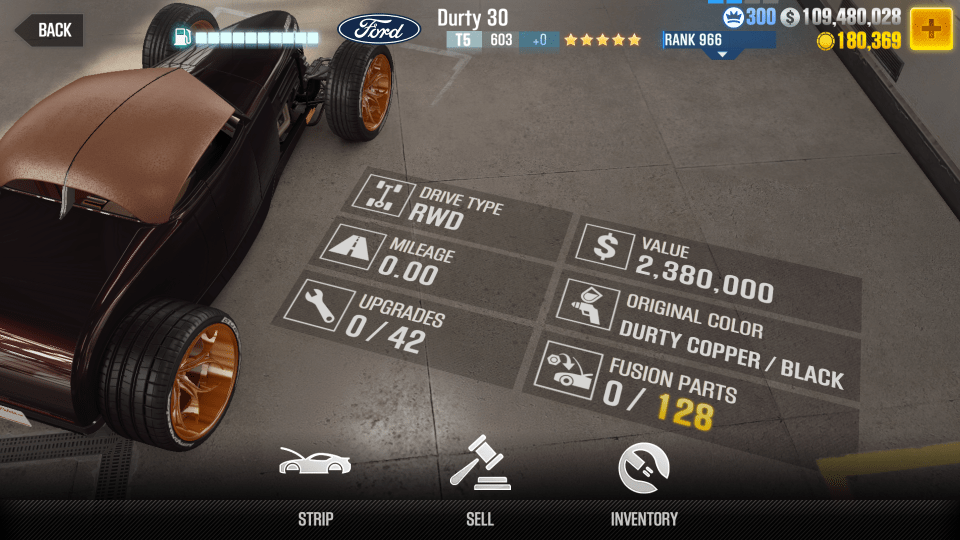 BACK
Ford
Durty 30
T5 603 +0
300
109,480,028
RANK 966
180,369
DRIVE TYPE
RWD
MILEAGE
0.00
UPGRADES
0 / 42
VALUE
2,380,000
ORIGINAL COLOR
DURTY COPPER / BLACK
FUSION PARTS
0 / 128
STRIP
SELL
INVENTORY